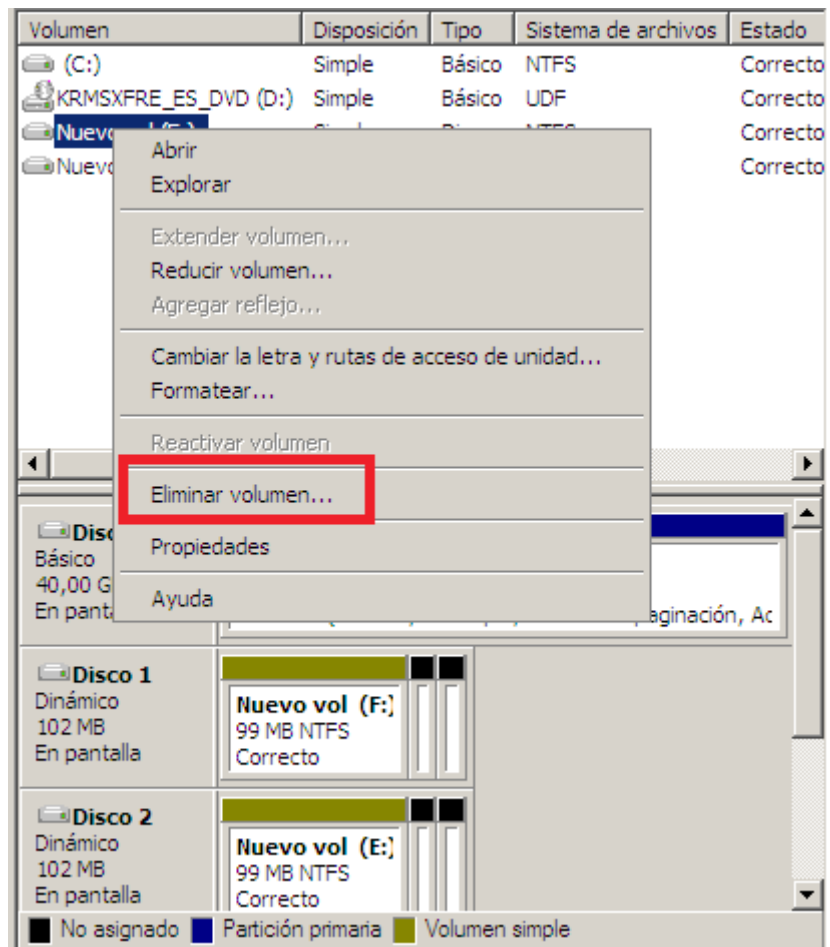 Volumen Disposición Tipo Sistema de archivos Estado
(C:) Simple Básico NTFS Correcto
KRMSXFRE_ES_DVD (D:) Simple Básico UDF Correcto
Nuevo Correcto
Correcto
Abrir
Explorar
Extender volumen...
Reducir volumen...
Agregar reflejo...
Cambiar la letra y rutas de acceso de unidad...
Formatear...
Reactivar volumen
Eliminar volumen...
Propiedades
Ayuda
Básico
40,00 G
En pant
aginación, Ac
Disco 1
Dinámico
102 MB
En pantalla
Nuevo vol (F:)
99 MB NTFS
Correcto
Disco 2
Dinámico
102 MB
En pantalla
Nuevo vol (E:)
99 MB NTFS
Correcto
No asignado Partición primaria Volumen simple